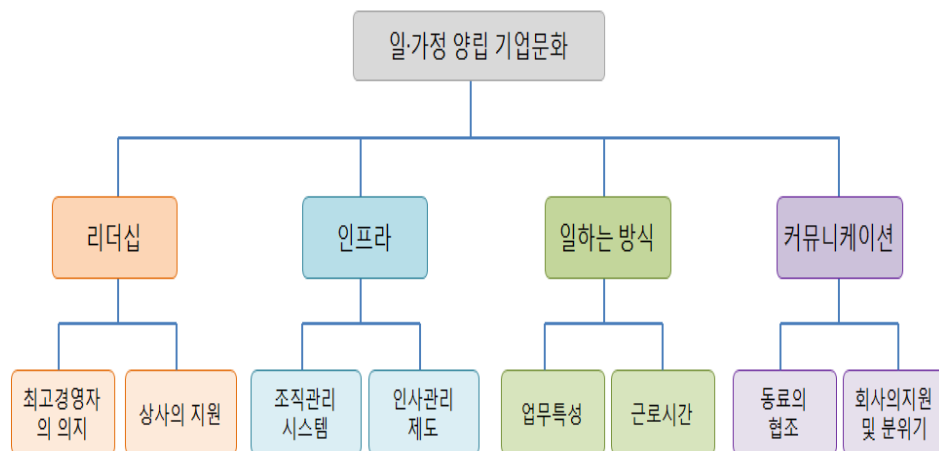 일·가정 양립 기업문화
리더십
인프라
일하는 방식
커뮤니케이션
최고경영자
의 의지
상사의 지원
조직관리
시스템
인사관리
제도
업무특성
근로시간
동료의
협조
회사의지원
및 분위기